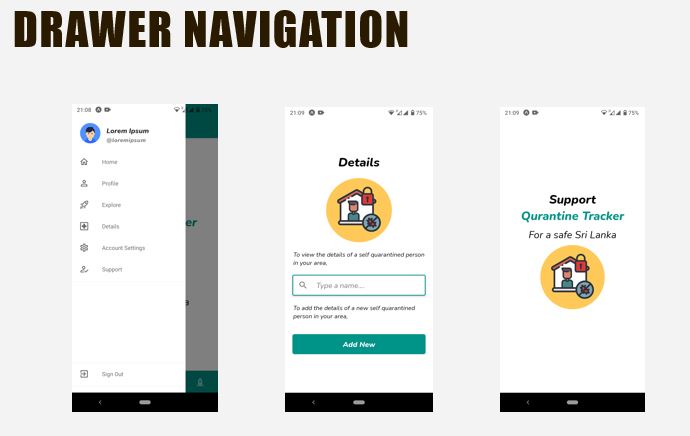 DRAWER NAVIGATION
21:08
75%
Lorem Ipsum
@loremipsum
Home
Profile
Explore
Details
Account Settings
Support
Sign Out
er
a
21:09
75%
Details
To view the details of a self quarantined person
in your area,
Type a name...
To add the details of a new self quarantined
person in your area,
Add New
21:09
75%
Support
Qurantine Tracker
For a safe Sri Lanka